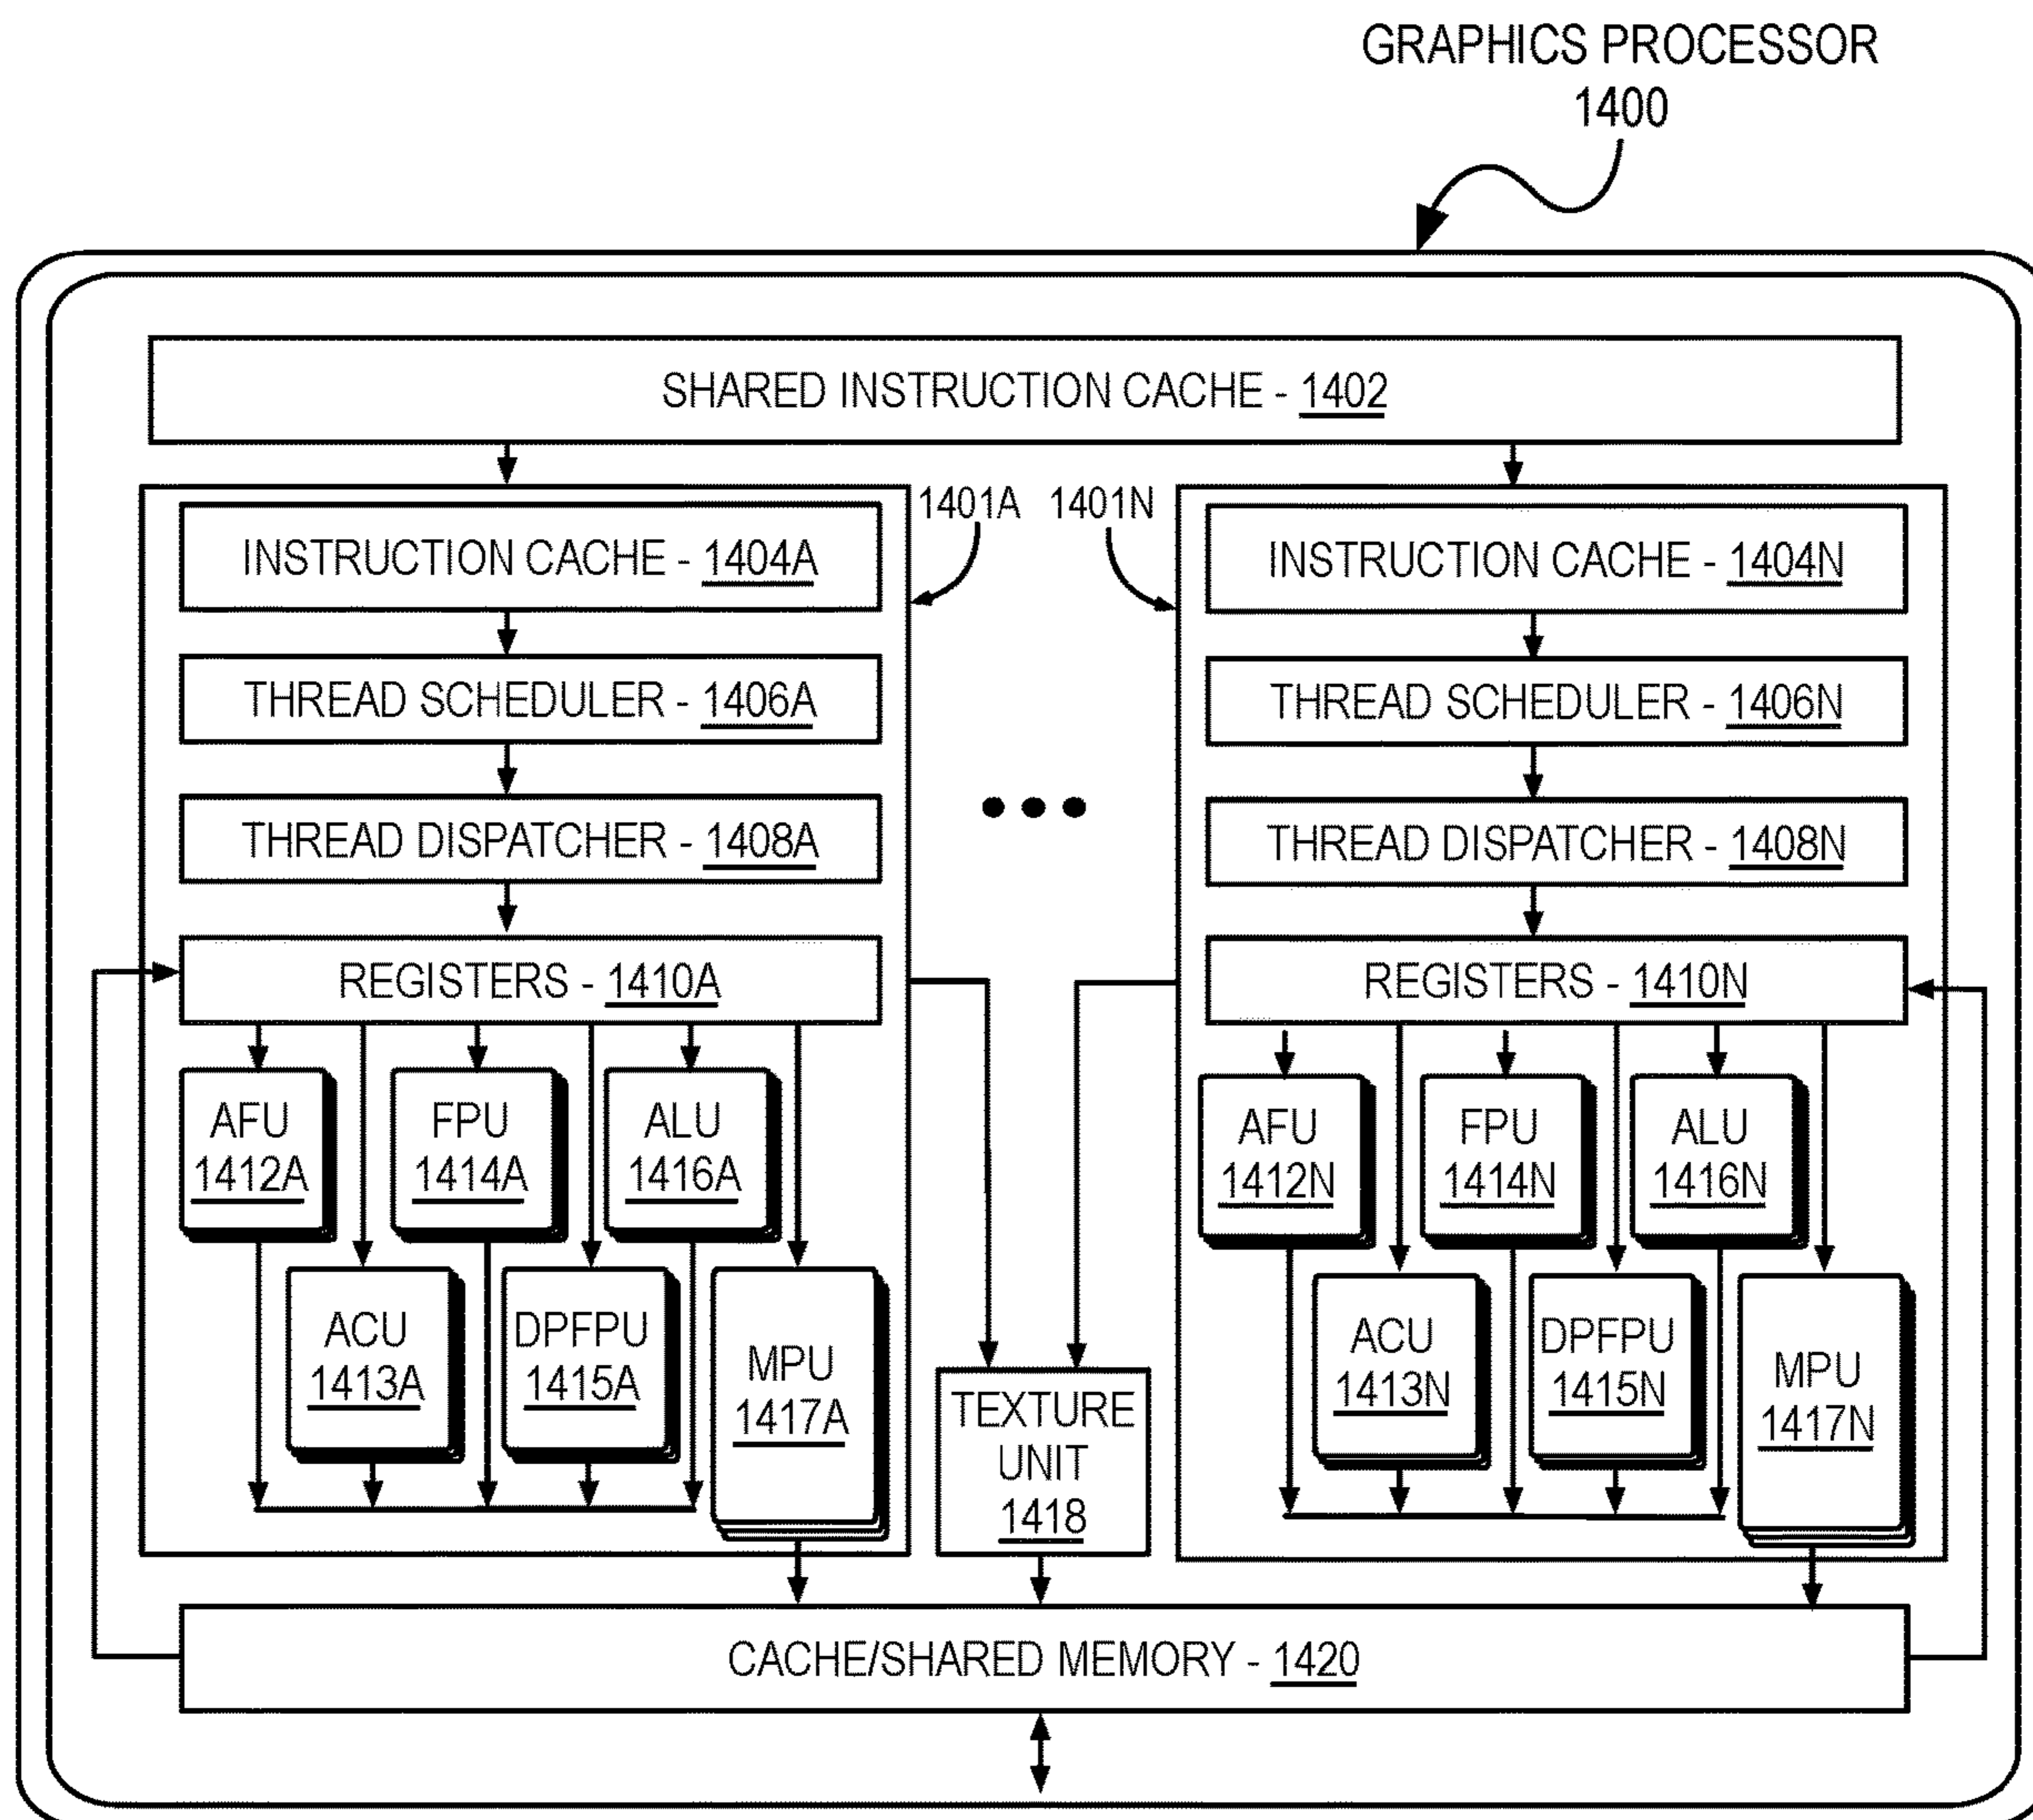 GRAPHICS PROCESSOR
1400
SHARED INSTRUCTION CACHE - 1402
1401A
1401N
INSTRUCTION CACHE - 1404A
THREAD SCHEDULER - 1406A
THREAD DISPATCHER - 1408A
REGISTERS - 1410A
AFU
1412A
FPU
1414A
ALU
1416A
ACU
1413A
DPFPU
1415A
MPU
1417A
TEXTURE
UNIT
1418
INSTRUCTION CACHE - 1404N
THREAD SCHEDULER - 1406N
THREAD DISPATCHER - 1408N
REGISTERS - 1410N
AFU
1412N
FPU
1414N
ALU
1416N
ACU
1413N
DPFPU
1415N
MPU
1417N
CACHE/SHARED MEMORY - 1420